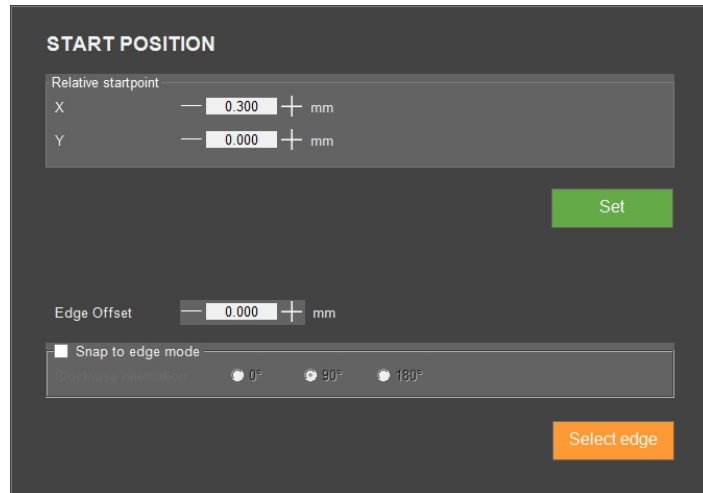 START POSITION
Relative startpoint
X 0.300 mm
Y 0.000 mm
Set
Edge Offset 0.000 mm
Snap to edge mode
Clockwise orientation 0° 90° 180°
Select edge